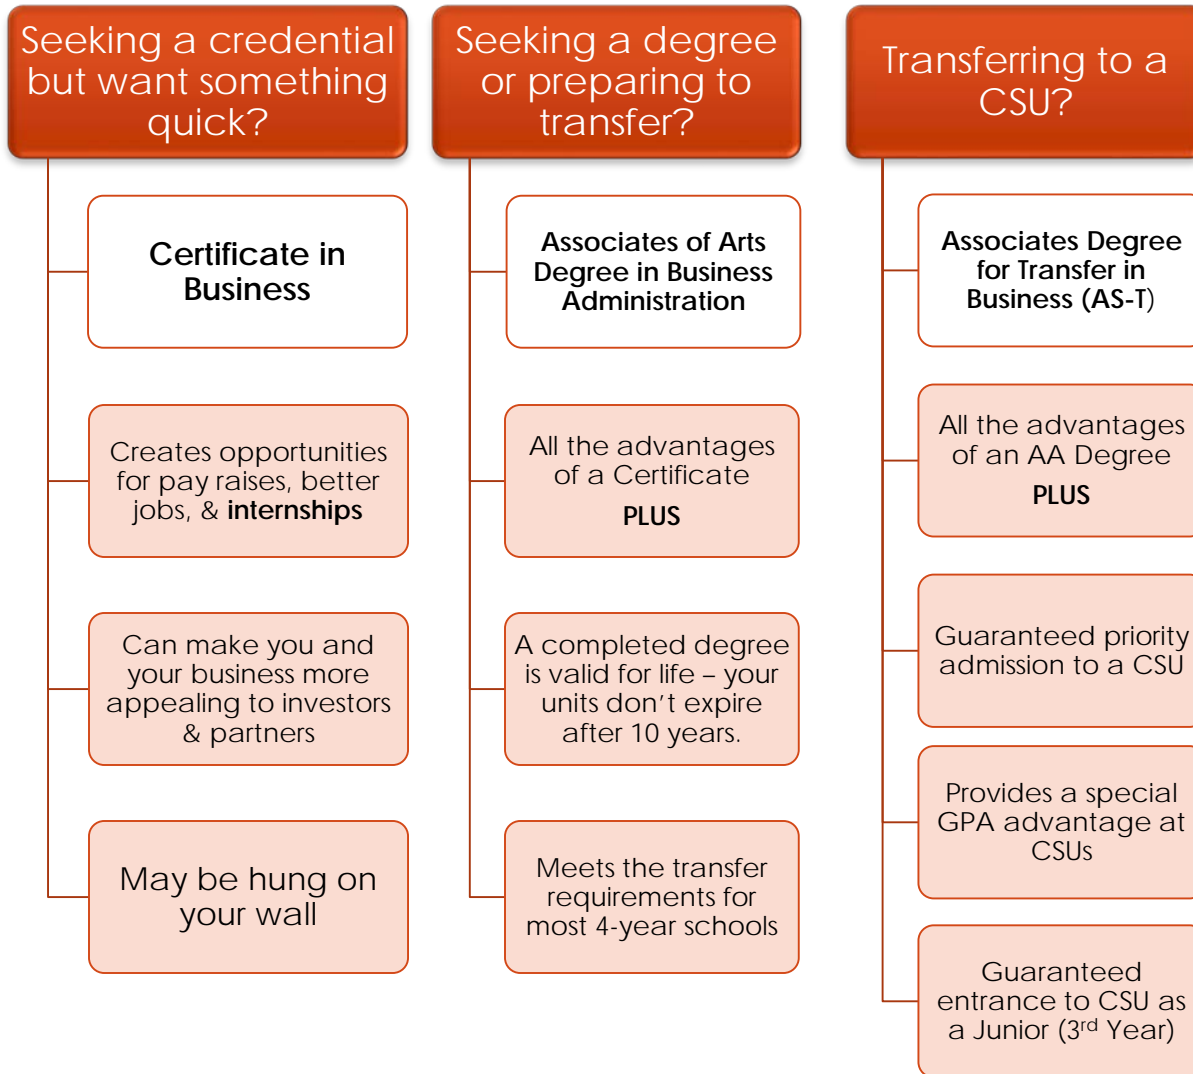 Seeking a credential
but want something
quick?
Certificate in
Business
Creates opportunities
for pay raises, better
jobs, & internships
Can make you and
your business more
appealing to investors
& partners
May be hung on
your wall
Seeking a degree
or preparing to
transfer?
Associates of Arts
Degree in Business
Administration
All the advantages
of a Certificate
PLUS
A completed degree
is valid for life – your
units don’t expire
after 10 years.
Meets the transfer
requirements for
most 4-year schools
Transferring to a
CSU?
Associates Degree
for Transfer in
Business (AS-T)
All the advantages
of an AA Degree
PLUS
Guaranteed priority
admission to a CSU
Provides a special
GPA advantage at
CSUs
Guaranteed
entrance to CSU as
a Junior (3rd Year)